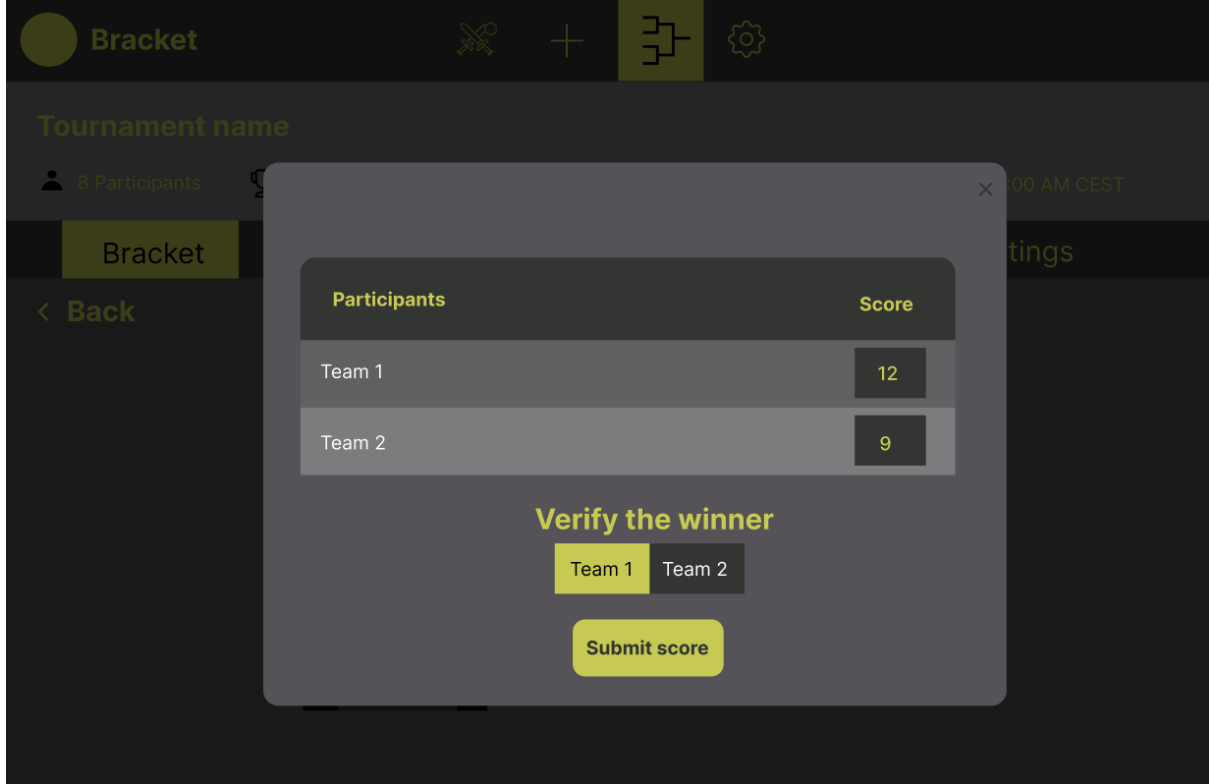 Bracket
Tournament name
8 Participants
:00 AM CEST
Bracket
tings
Back
Participants Score
Team 1 12
Team 2 9
Verify the winner
Team 1 Team 2
Submit score